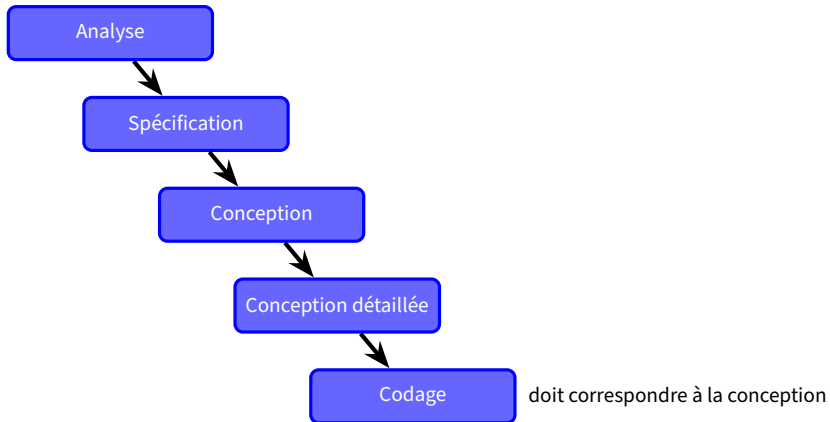 Analyse
Spécification
Conception
Conception détaillée
Codage
doit correspondre à la conception